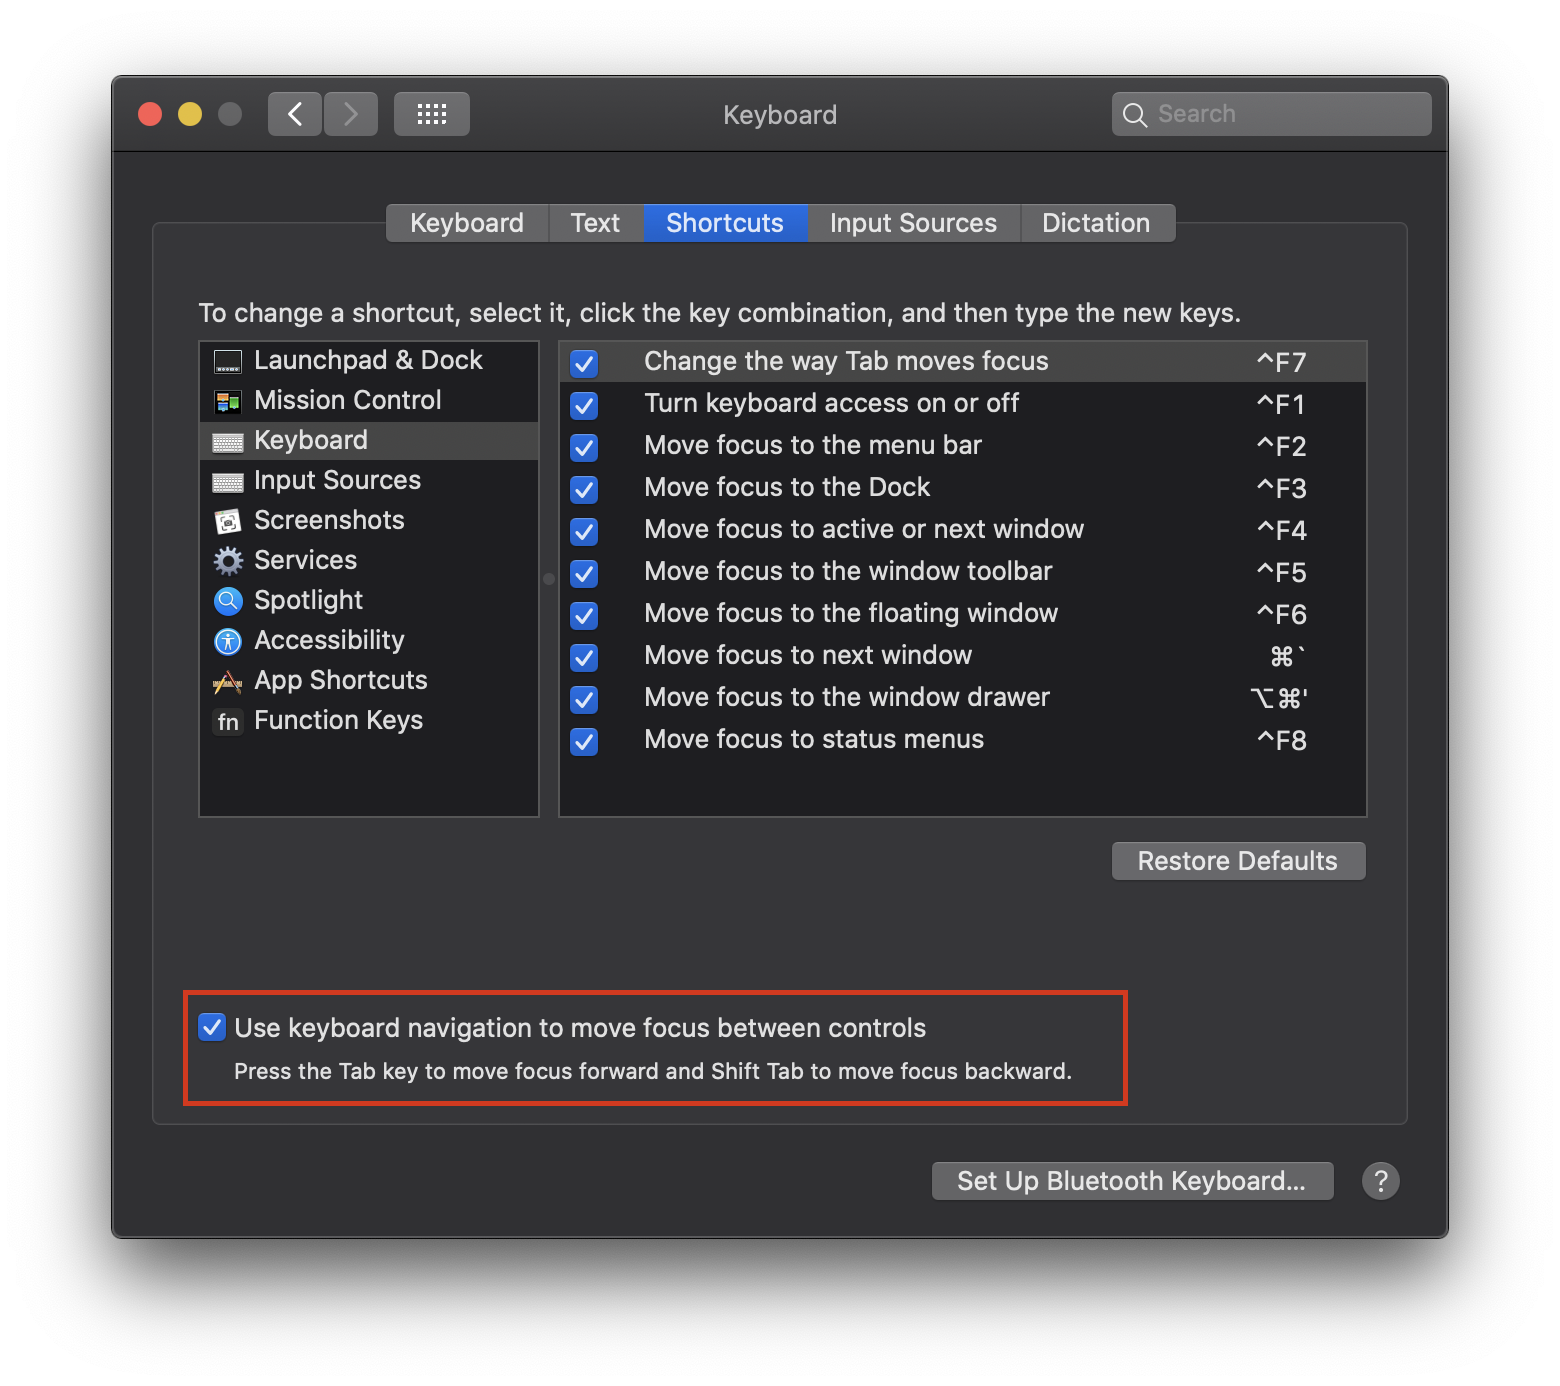 Keyboard
Search
Keyboard Text Shortcuts Input Sources Dictation
To change a shortcut, select it, click the key combination, and then type the new keys.
Launchpad & Dock
Mission Control
Keyboard
Input Sources
Screenshots
Services
Spotlight
Accessibility
App Shortcuts
fn Function Keys
Change the way Tab moves focus ^F7
Turn keyboard access on or off ^F1
Move focus to the menu bar ^F2
Move focus to the Dock ^F3
Move focus to active or next window ^F4
Move focus to the window toolbar ^F5
Move focus to the floating window ^F6
Move focus to next window ⌘`
Move focus to the window drawer ⌥⌘'
Move focus to status menus ^F8
Restore Defaults
Use keyboard navigation to move focus between controls
Press the Tab key to move focus forward and Shift Tab to move focus backward.
Set Up Bluetooth Keyboard... ?